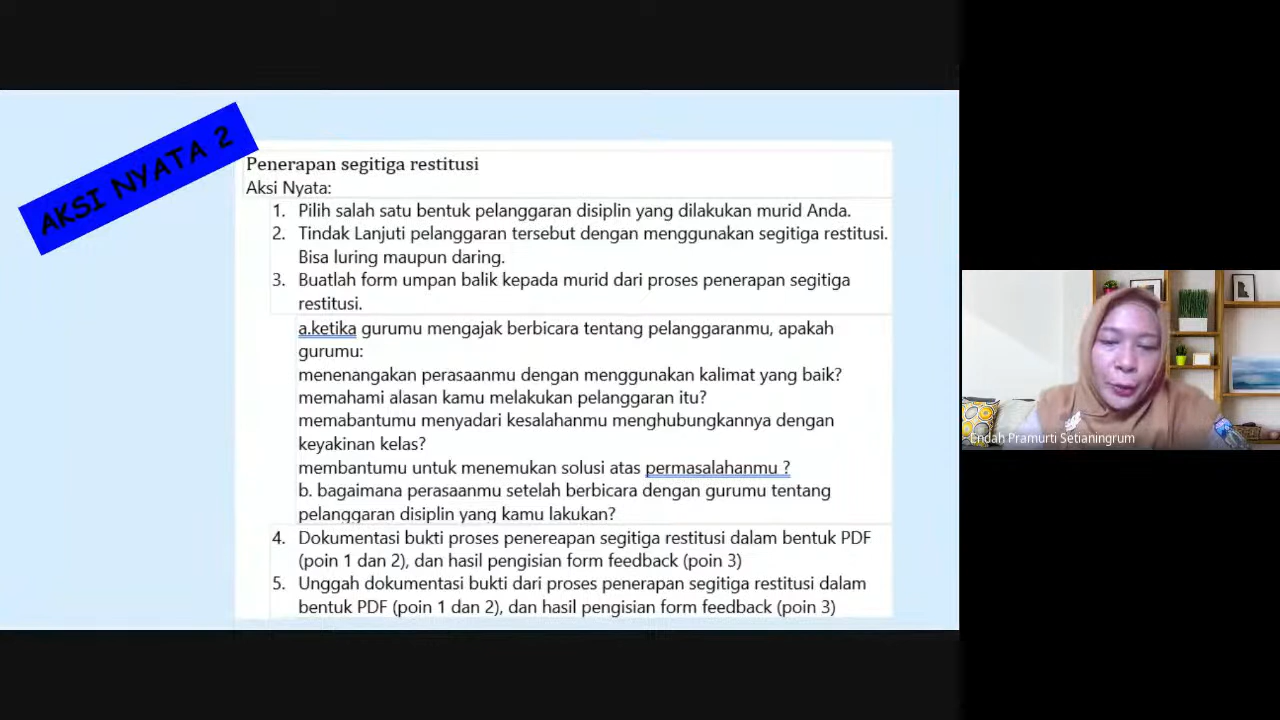 AKSI NYATA 2
Penerapan segitiga restitusi
Aksi Nyata:
1. Pilih salah satu bentuk pelanggaran disiplin yang dilakukan murid Anda.
2. Tindak Lanjuti pelanggaran tersebut dengan menggunakan segitiga restitusi.
Bisa luring maupun daring.
3. Buatlah form umpan balik kepada murid dari proses penerapan segitiga
restitusi.
a.ketika gurumu mengajak berbicara tentang pelanggaranmu, apakah
gurumu:
menenangakan perasaanmu dengan menggunakan kalimat yang baik?
memahami alasan kamu melakukan pelanggaran itu?
memabantumu menyadari kesalahanmu menghubungkannya dengan
keyakinan kelas?
membantumu untuk menemukan solusi atas permasalahanmu ?
b. bagaimana perasaanmu setelah berbicara dengan gurumu tentang
pelanggaran disiplin yang kamu lakukan?
4. Dokumentasi bukti proses penereapan segitiga restitusi dalam bentuk PDF
(poin 1 dan 2), dan hasil pengisian form feedback (poin 3)
5. Unggah dokumentasi bukti dari proses penerapan segitiga restitusi dalam
bentuk PDF (poin 1 dan 2), dan hasil pengisian form feedback (poin 3)
Endah Pramurti Setianingrum